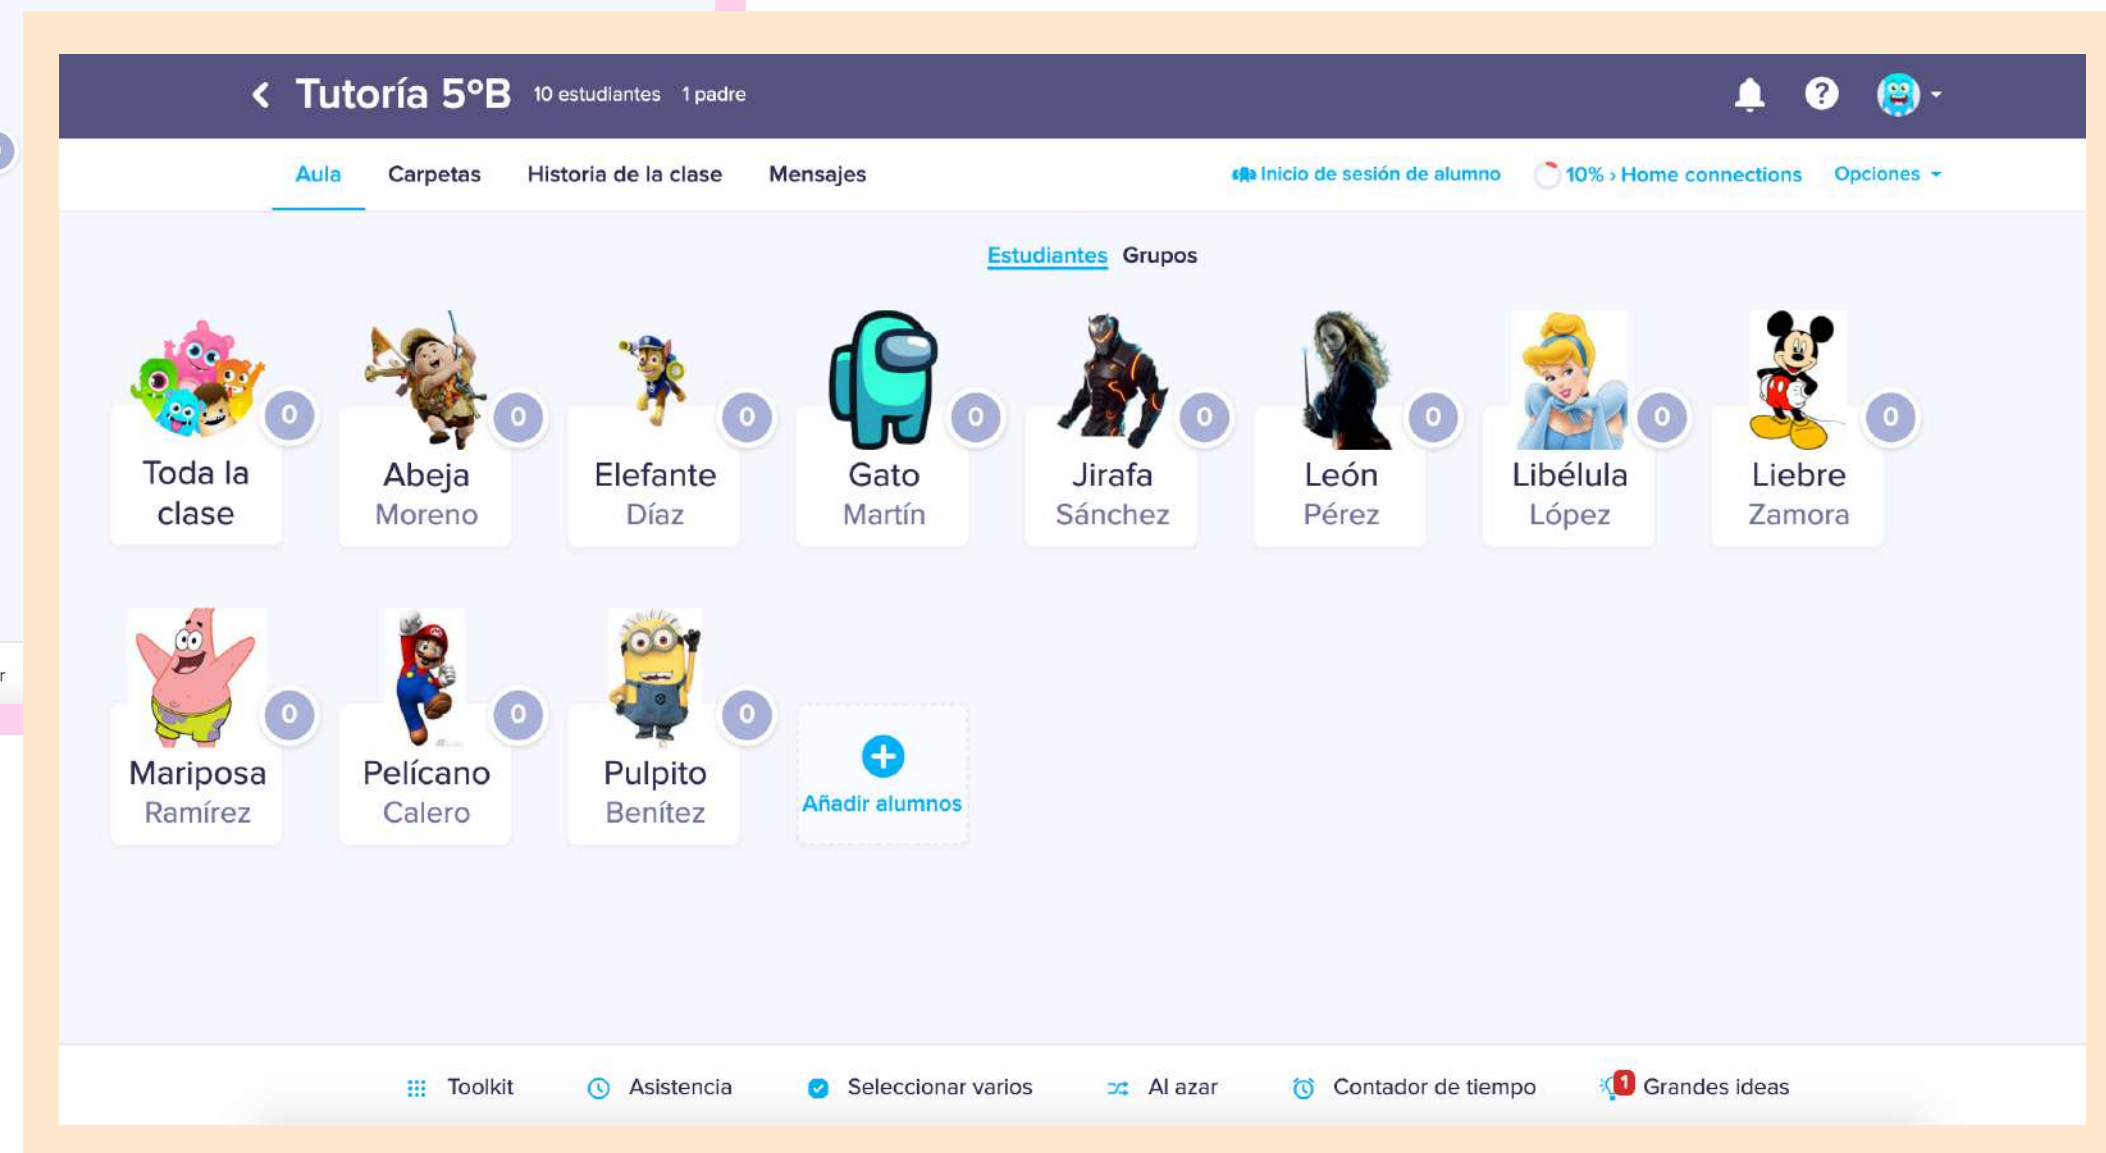 Tutoría 5ºB 10 estudiantes 1 padre
Aula Carpetas Historia de la clase Mensajes Inicio de sesión de alumno 10% › Home connections Opciones
Estudiantes Grupos
0 0 0 0 0 0 0 0
Toda la clase
Abeja Moreno
Elefante Díaz
Gato Martín
Jirafa Sánchez
León Pérez
Libélula López
Liebre Zamora
0 0 0
Mariposa Ramírez
Pelícano Calero
Pulpito Benítez
Añadir alumnos
Toolkit Asistencia Seleccionar varios Al azar Contador de tiempo 1 Grandes ideas